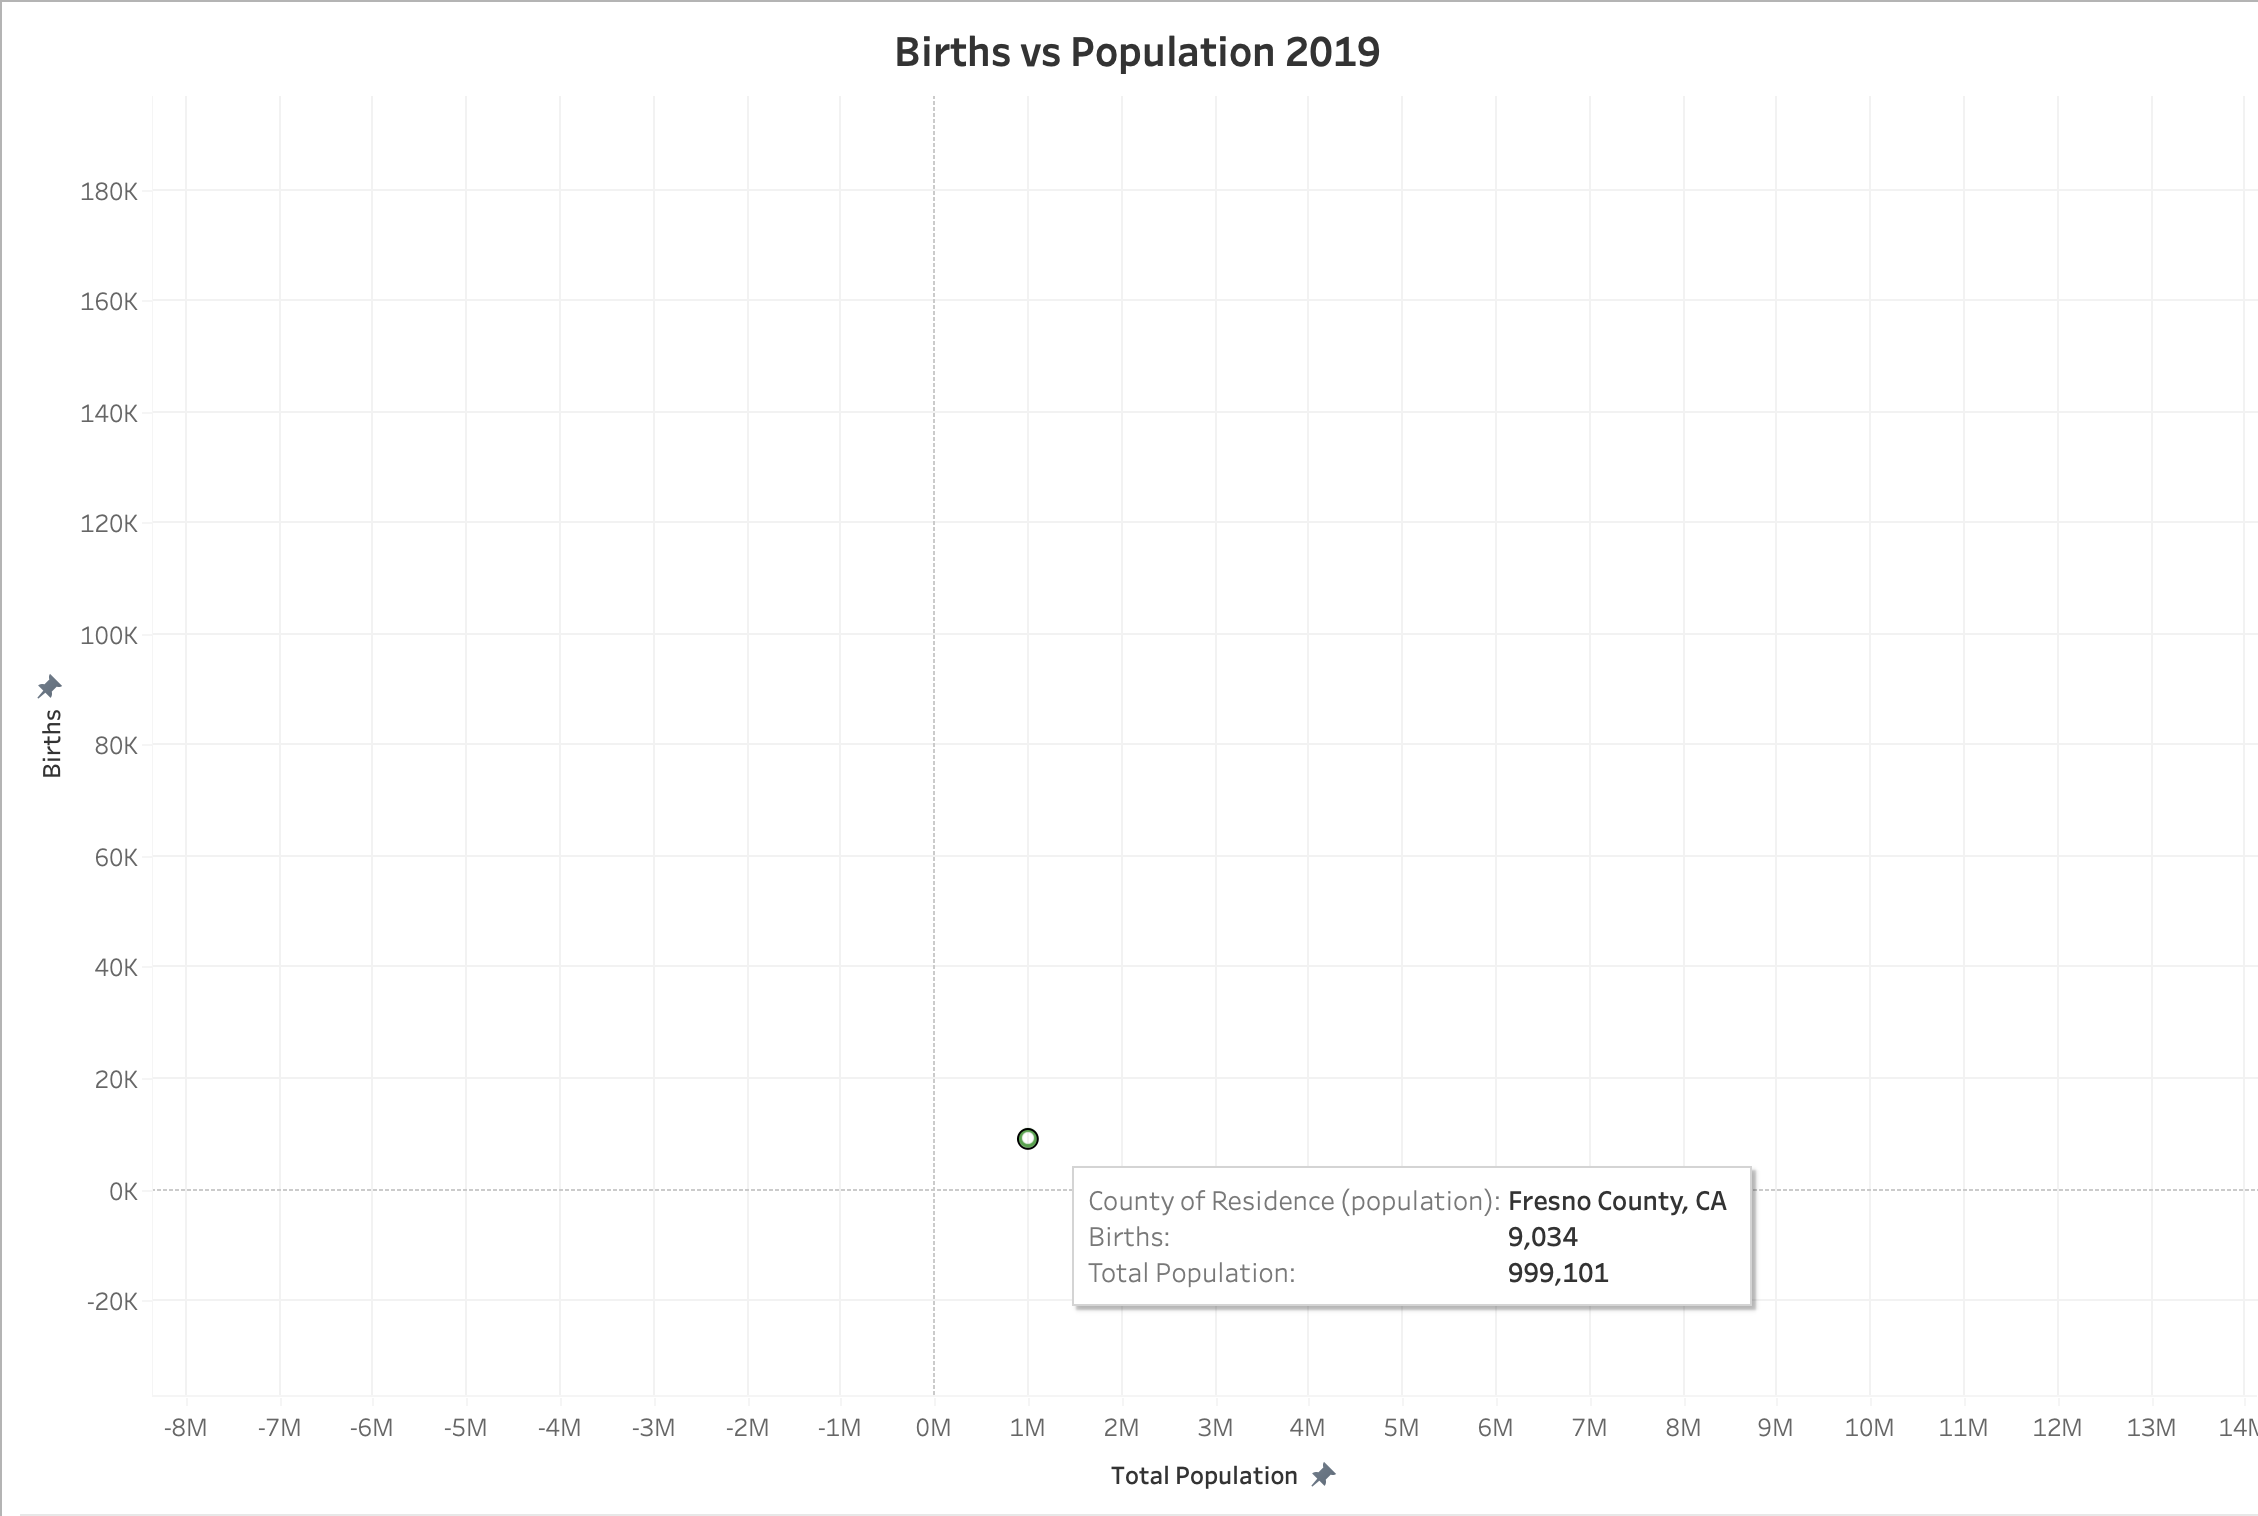 Births vs Population 2019
180K
160K
140K
120K
100K
80K
60K
40K
20K
0K
-20K
Births
County of Residence (population): Fresno County, CA
Births: 9,034
Total Population: 999,101
-8M -7M -6M -5M -4M -3M -2M -1M 0M 1M 2M 3M 4M 5M 6M 7M 8M 9M 10M 11M 12M 13M 14M
Total Population